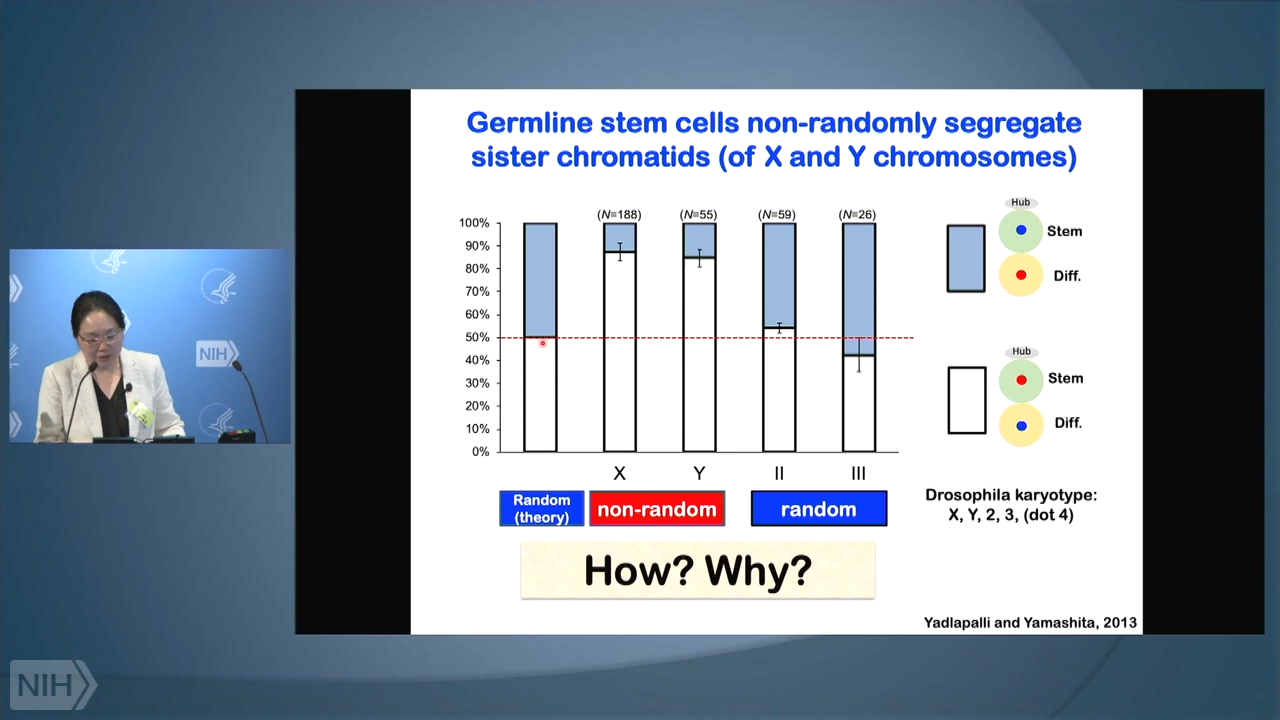 Germline stem cells non-randomly segregate
sister chromatids (of X and Y chromosomes)
(N=188) (N=55) (N=59) (N=26)
100%
90%
80%
70%
60%
50%
40%
30%
20%
10%
0%
X Y II III
Random
(theory)
non-random
random
Hub
Stem
Diff.
Hub
Stem
Diff.
Drosophila karyotype:
X, Y, 2, 3, (dot 4)
How? Why?
Yadlapalli and Yamashita, 2013
NIH
NIH